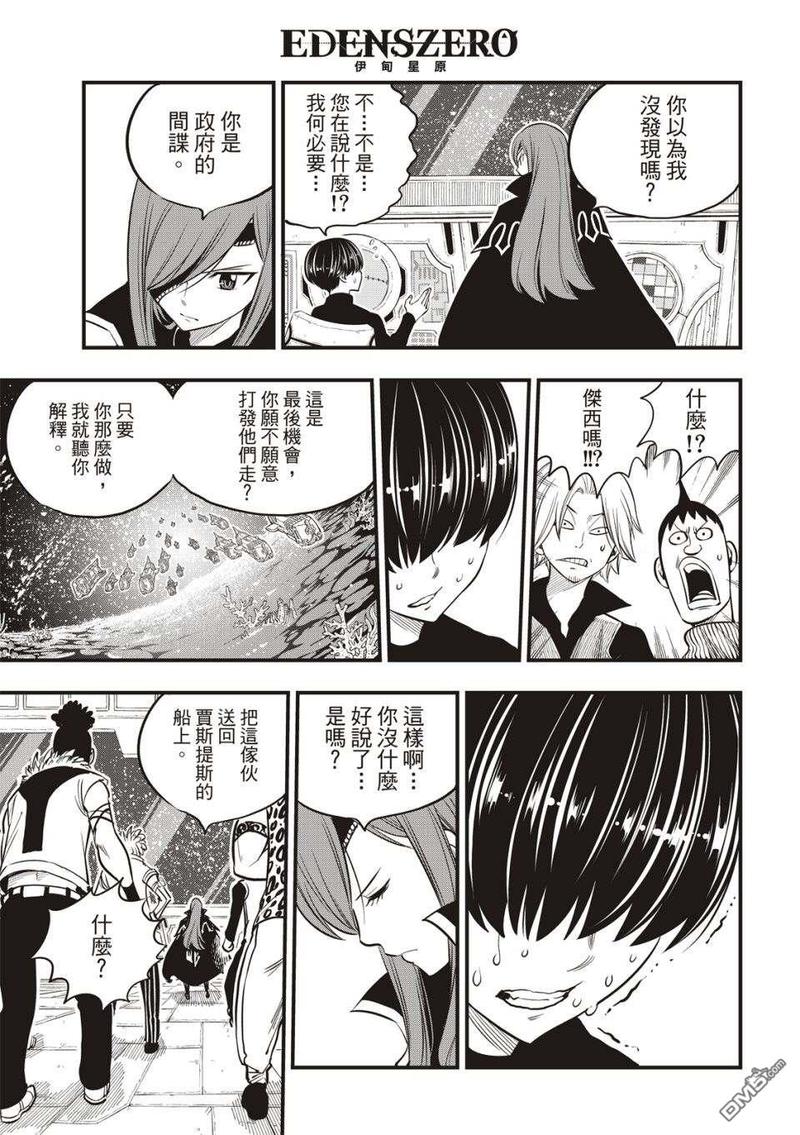 EDENSZERO
伊甸星原
你以為我
沒發現嗎？
不…不是…
您在說什麼!?
我何必要…
你是
政府的
間諜。
什麼!?
傑西嗎!!?
這是
最後機會，
你願不願意
打發他們走？
只要
你那麼做，
我就聽你
解釋。
這樣啊…
你沒什麼
好說了…
是嗎？
把這傢伙
送回
賈斯提斯的
船上。
什麼？
DM5.com